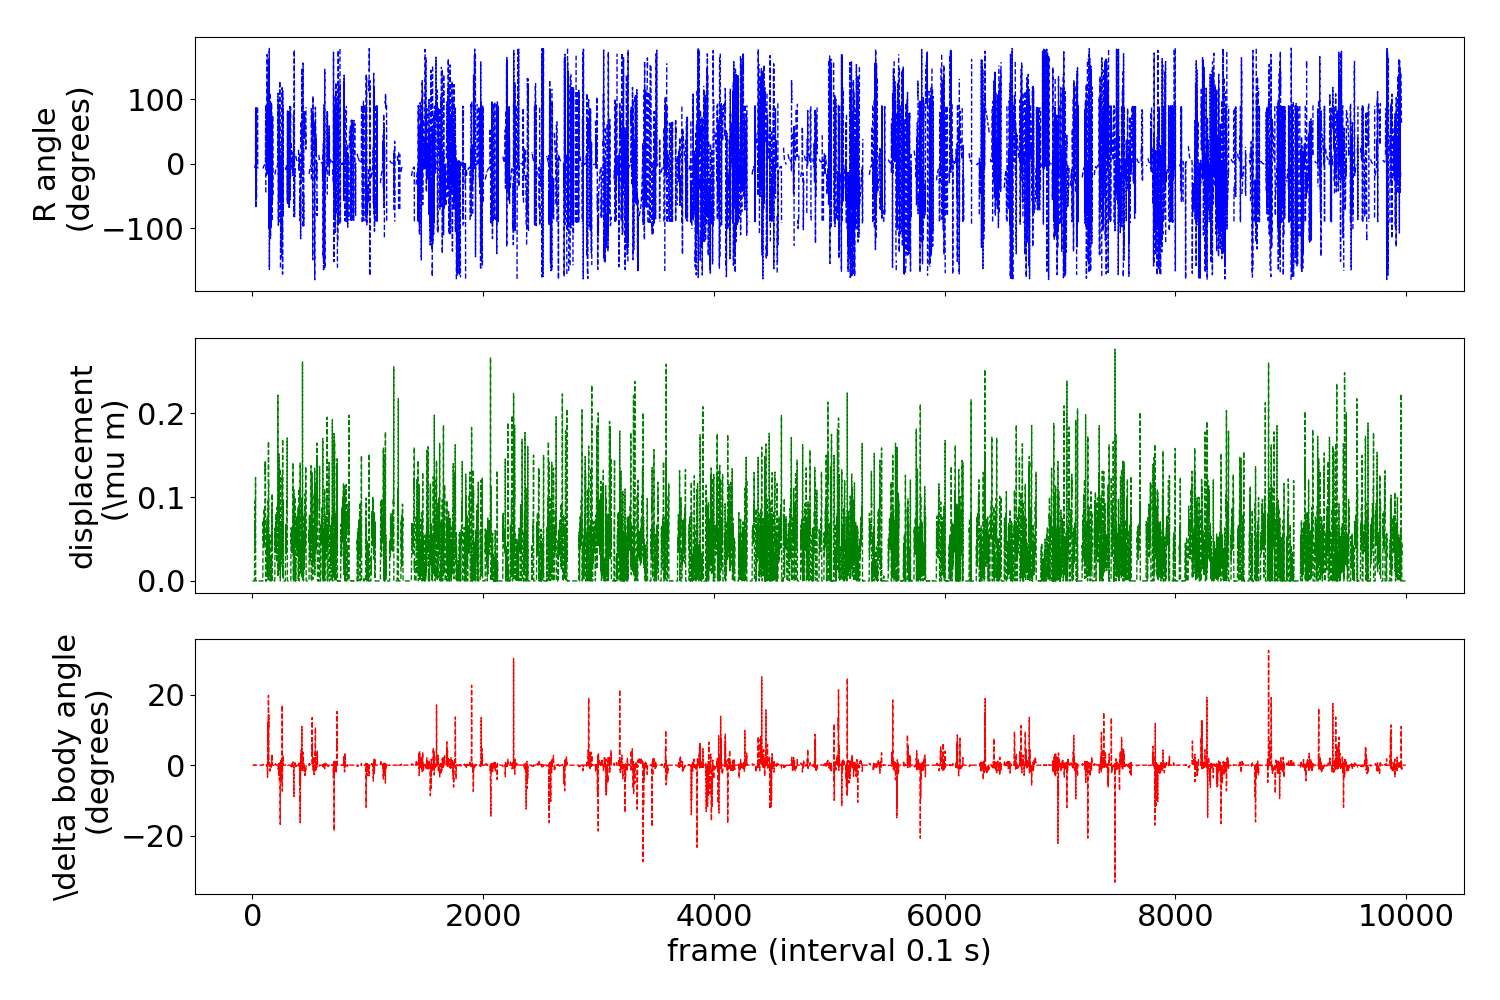 R angle
(degrees)
100
0
−100
displacement
(\mu m)
0.2
0.1
0.0
\delta body angle
(degrees)
20
0
−20
0 2000 4000 6000 8000 10000
frame (interval 0.1 s)